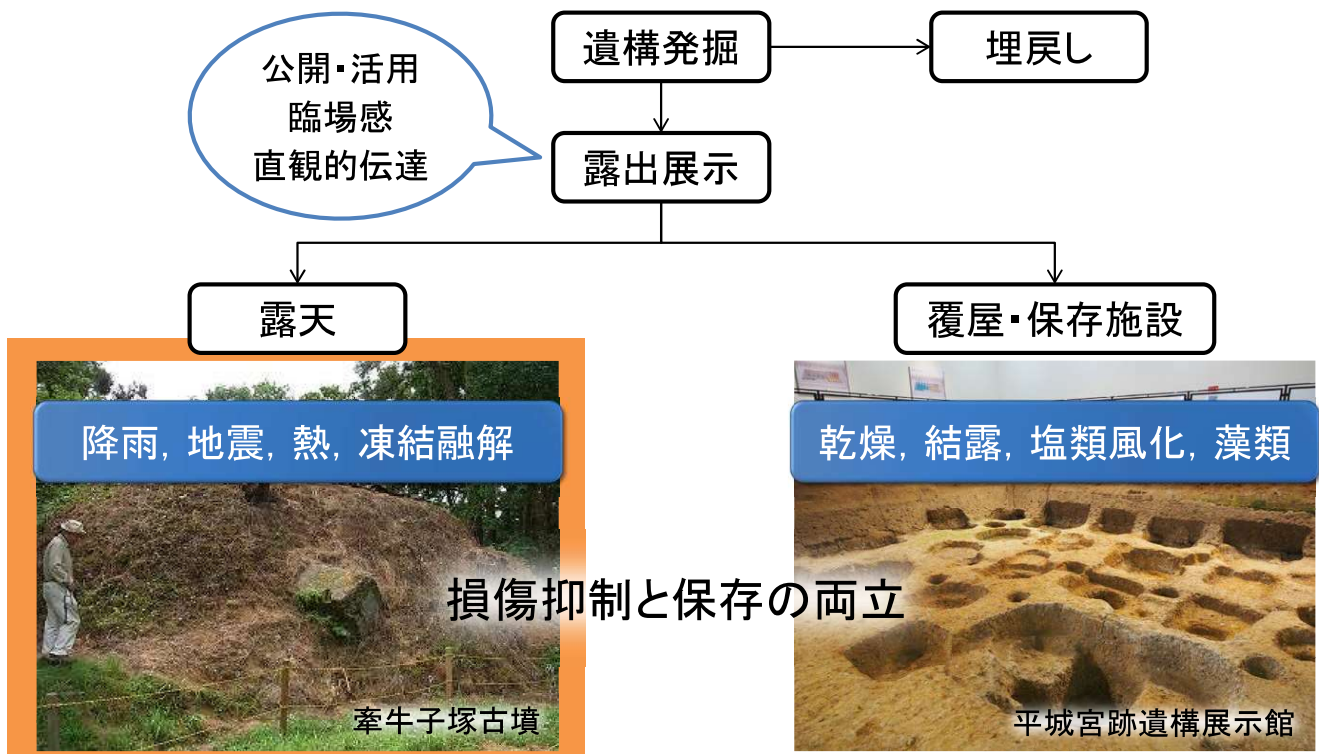 遺構発掘
埋戻し
公開・活用
臨場感
直観的伝達
露出展示
露天
覆屋・保存施設
降雨, 地震, 熱, 凍結融解
乾燥, 結露, 塩類風化, 藻類
損傷抑制と保存の両立
牽牛子塚古墳
平城宮跡遺構展示館